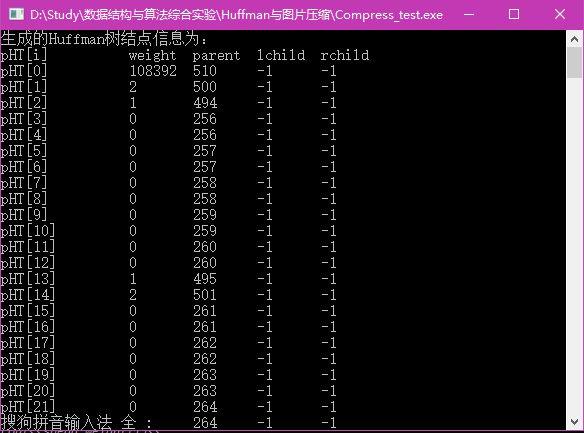 D:\Study\数据结构与算法综合实验\Huffman与图片压缩\Compress_test.exe
生成的Huffman树结点信息为:
pHT[i] weight parent lchild rchild
pHT[0] 108392 510 -1 -1
pHT[1] 2 500 -1 -1
pHT[2] 1 494 -1 -1
pHT[3] 0 256 -1 -1
pHT[4] 0 256 -1 -1
pHT[5] 0 257 -1 -1
pHT[6] 0 257 -1 -1
pHT[7] 0 258 -1 -1
pHT[8] 0 258 -1 -1
pHT[9] 0 259 -1 -1
pHT[10] 0 259 -1 -1
pHT[11] 0 260 -1 -1
pHT[12] 0 260 -1 -1
pHT[13] 1 495 -1 -1
pHT[14] 2 501 -1 -1
pHT[15] 0 261 -1 -1
pHT[16] 0 261 -1 -1
pHT[17] 0 262 -1 -1
pHT[18] 0 262 -1 -1
pHT[19] 0 263 -1 -1
pHT[20] 0 263 -1 -1
pHT[21] 0 264 -1 -1
搜狗拼音输入法 全 : 264 -1 -1